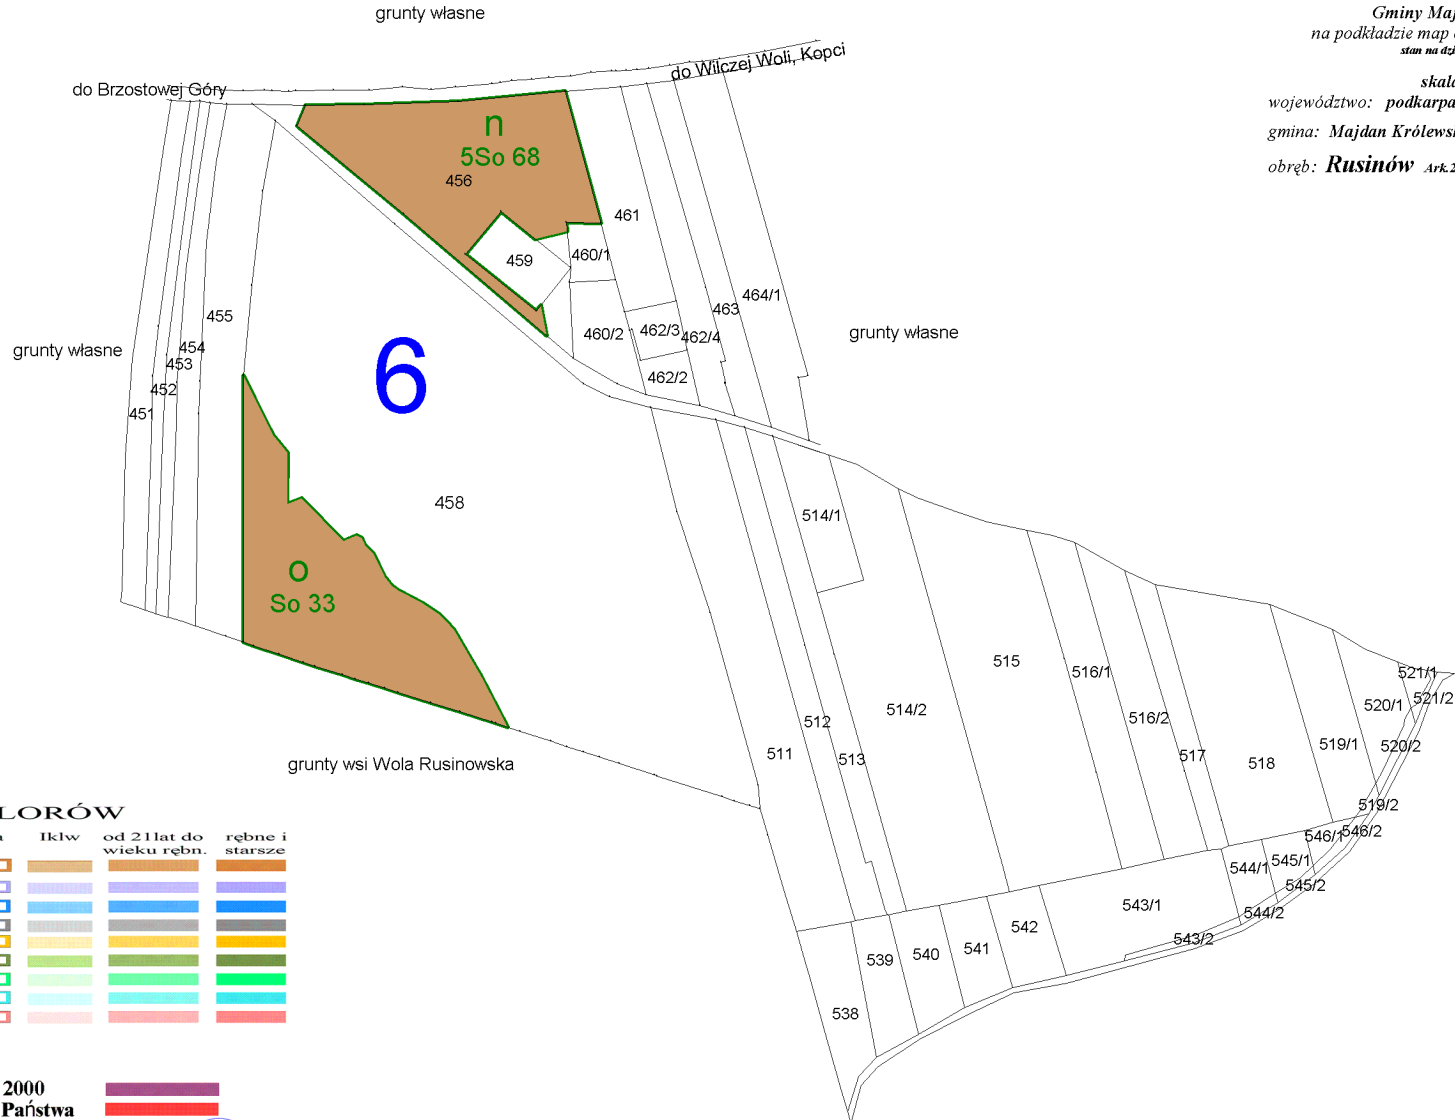 grunty własne
Gminy Maj
na podkładzie map
stan na dzi
skala
województwo: podkarpa
gmina: Majdan Królewsk
obręb: Rusinów Ark.2
do Brzostowej Góry
do Wilczej Woli, Kopci
n
5So 68
456
459
460/1
460/2
461
462/3
462/4
462/2
463
464/1
grunty własne
grunty własne
455
454
453
452
451
6
458
o
So 33
grunty wsi Wola Rusinowska
514/1
514/2
515
516/1
516/2
517
518
519/1
520/1
521/1
521/2
520/2
519/2
511
512
513
546/1
546/2
545/1
545/2
544/1
544/2
543/1
543/2
542
541
540
539
538
LORÓW
Iklw
od 21lat do
wieku rębn.
rębne i
starsze
2000
Państwa